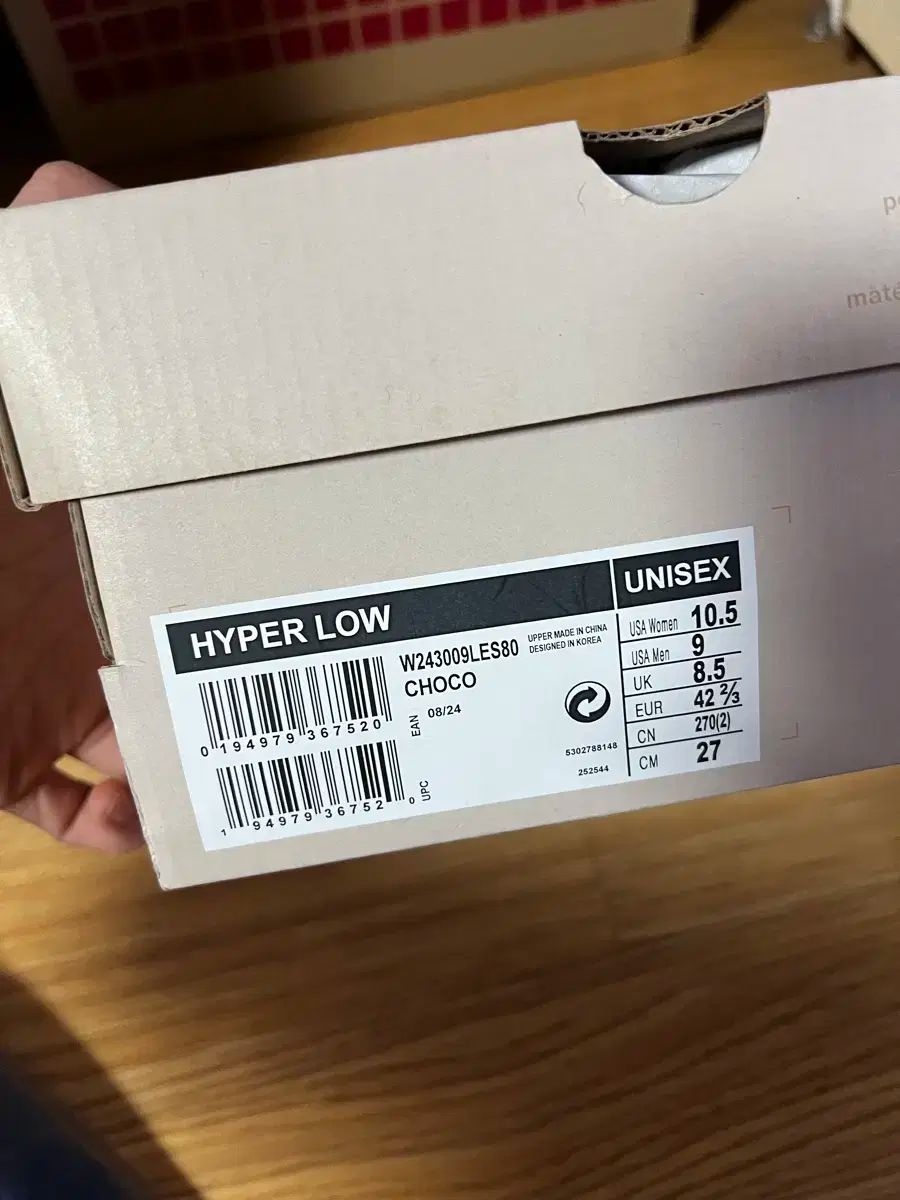 HYPER LOW
W243009LES80
CHOCO
UPPER MADE IN CHINA
DESIGNED IN KOREA
EAN 08/24
0 194979 367520
UPC
1 94979 36752 0
5302788148
252544
UNISEX
USA Women 10.5
USA Men 9
UK 8.5
EUR 42 ⅔
CN 270(2)
CM 27